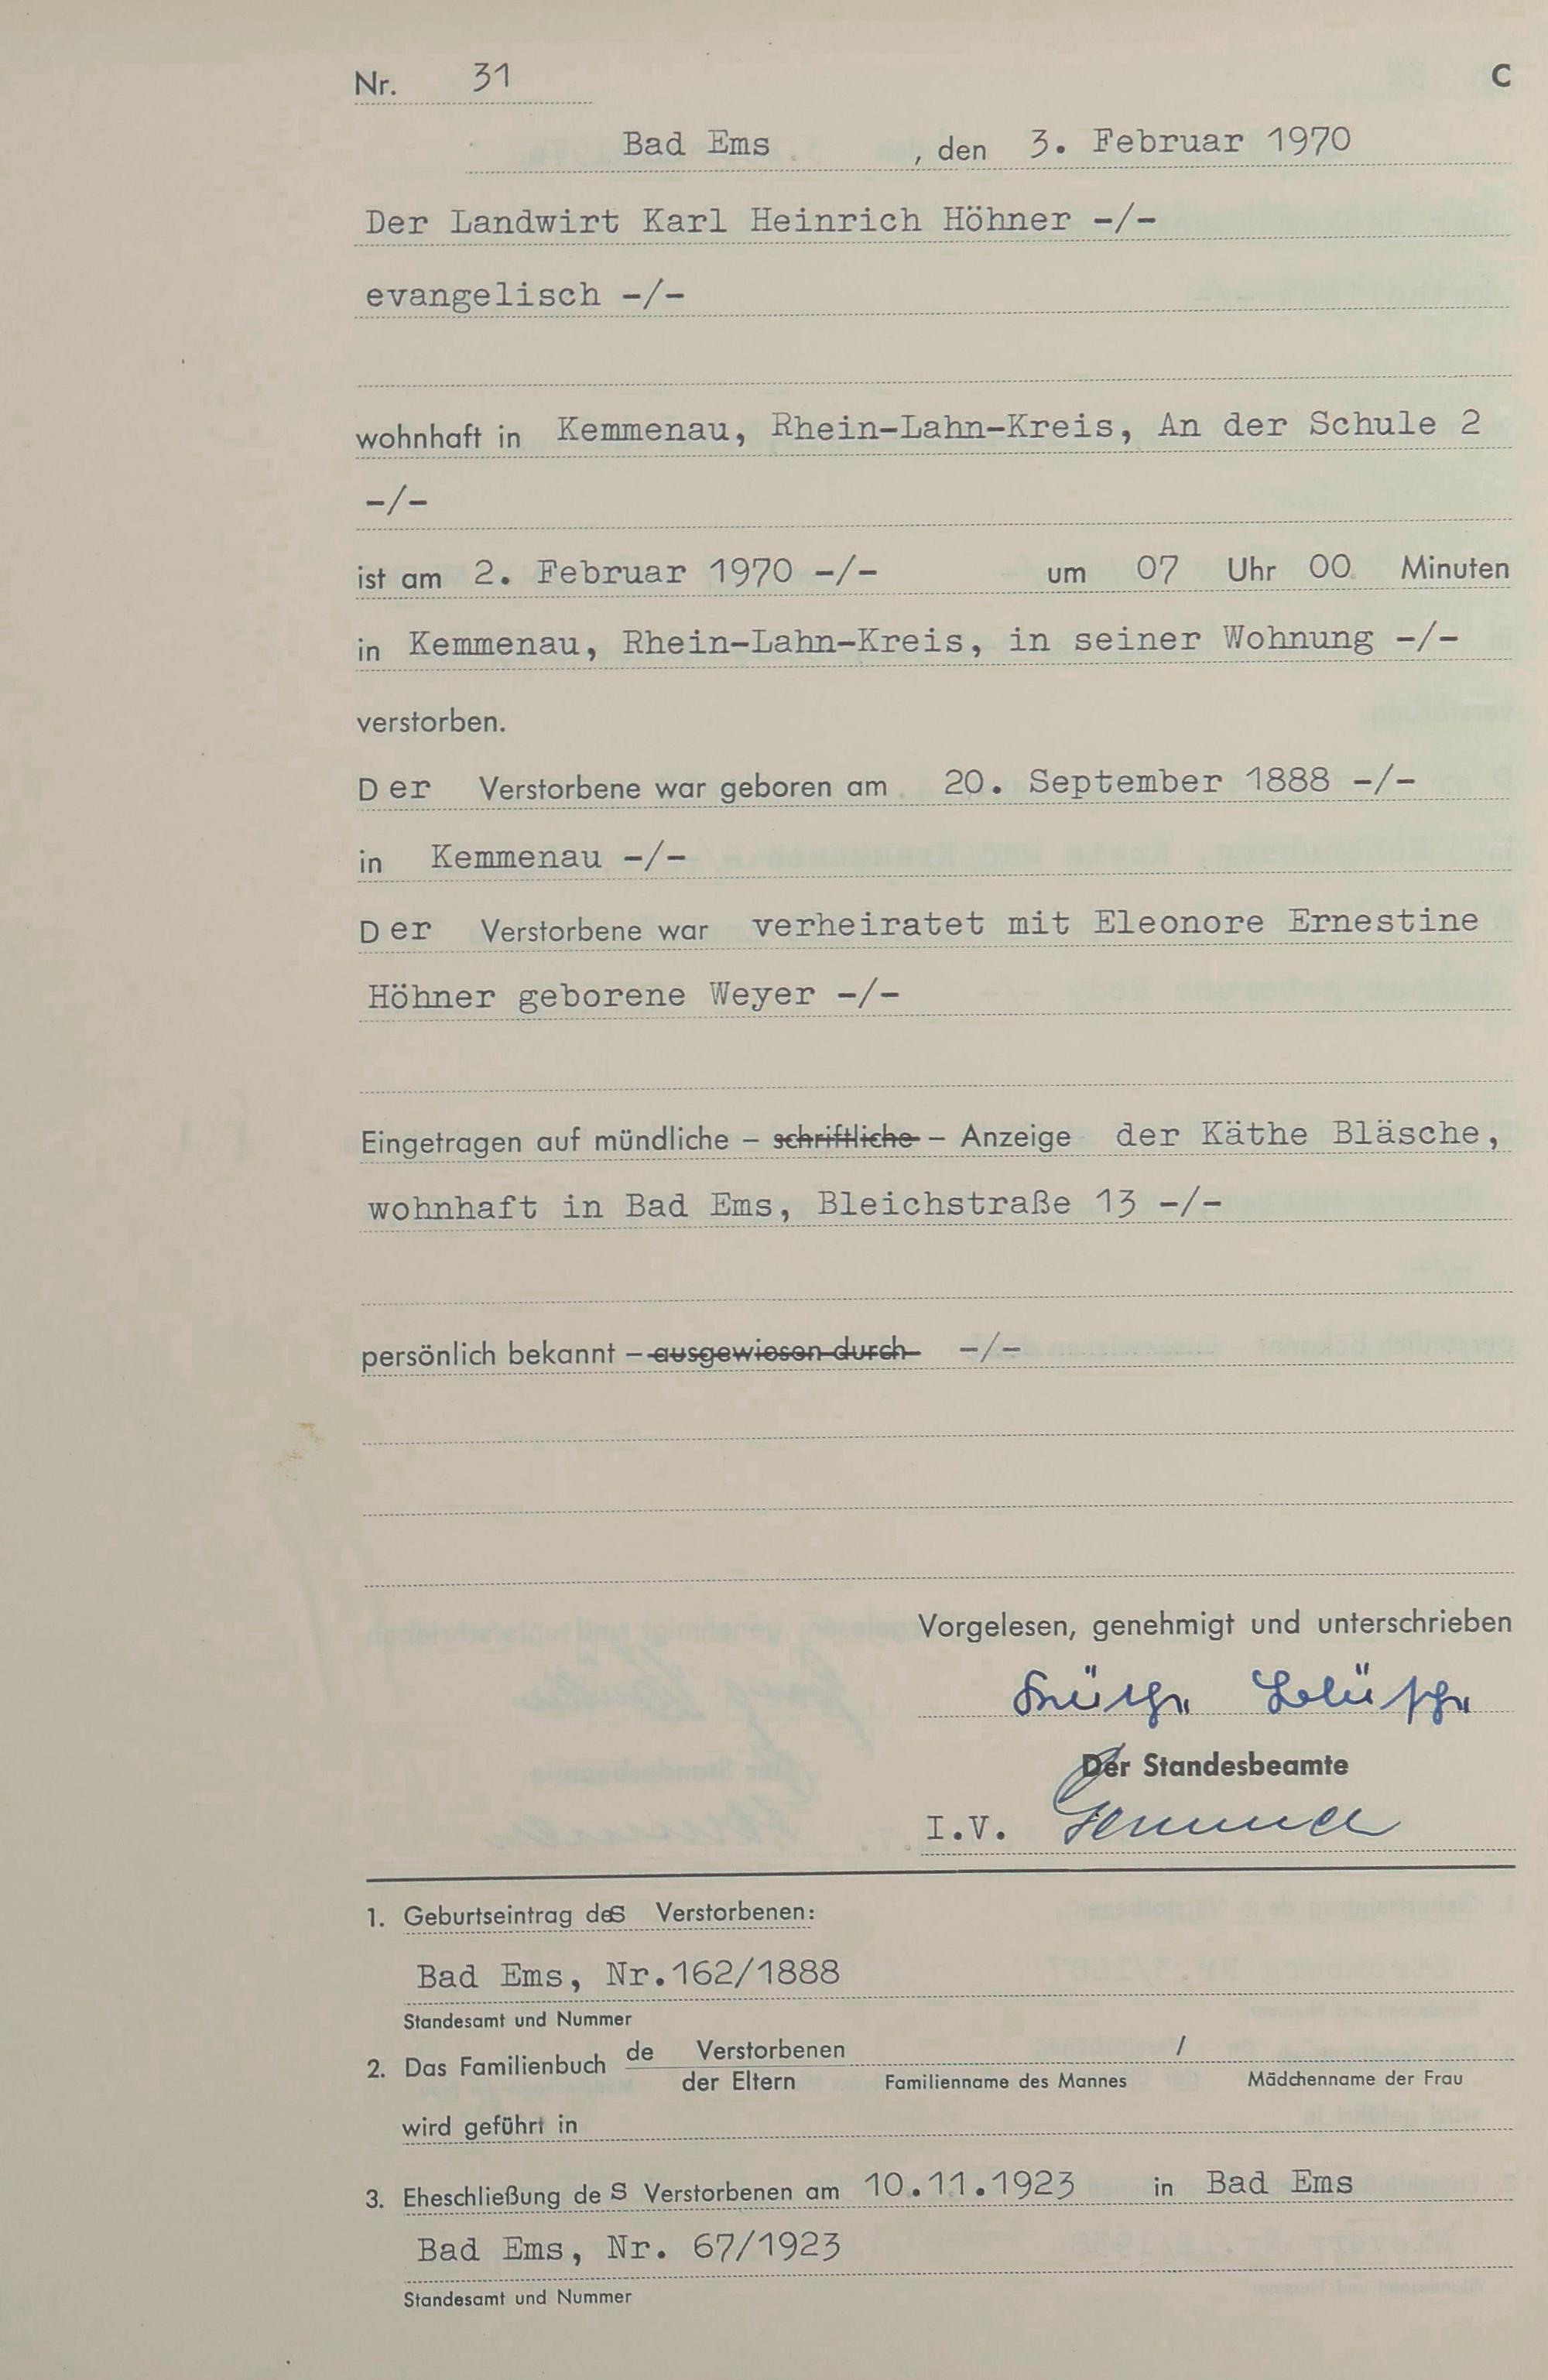 Nr. 31 C
Bad Ems , den 3. Februar 1970
Der Landwirt Karl Heinrich Höhner -/-
evangelisch -/-
wohnhaft in Kemmenau, Rhein-Lahn-Kreis, An der Schule 2
-/-
ist am 2. Februar 1970 -/- um 07 Uhr 00 Minuten
in Kemmenau, Rhein-Lahn-Kreis, in seiner Wohnung -/-
verstorben.
Der Verstorbene war geboren am 20. September 1888 -/-
in Kemmenau -/-
Der Verstorbene war verheiratet mit Eleonore Ernestine
Höhner geborene Weyer -/-
Eingetragen auf mündliche – schriftliche – Anzeige der Käthe Bläsche,
wohnhaft in Bad Ems, Bleichstraße 13 -/-
persönlich bekannt – ausgewiesen durch -/-
Vorgelesen, genehmigt und unterschrieben
Käthe Bläsche
Der Standesbeamte
I.V.
1. Geburtseintrag des Verstorbenen:
Bad Ems, Nr.162/1888
Standesamt und Nummer
2. Das Familienbuch de Verstorbenen /
der Eltern Familienname des Mannes Mädchenname der Frau
wird geführt in
3. Eheschließung des Verstorbenen am 10.11.1923 in Bad Ems
Bad Ems, Nr. 67/1923
Standesamt und Nummer